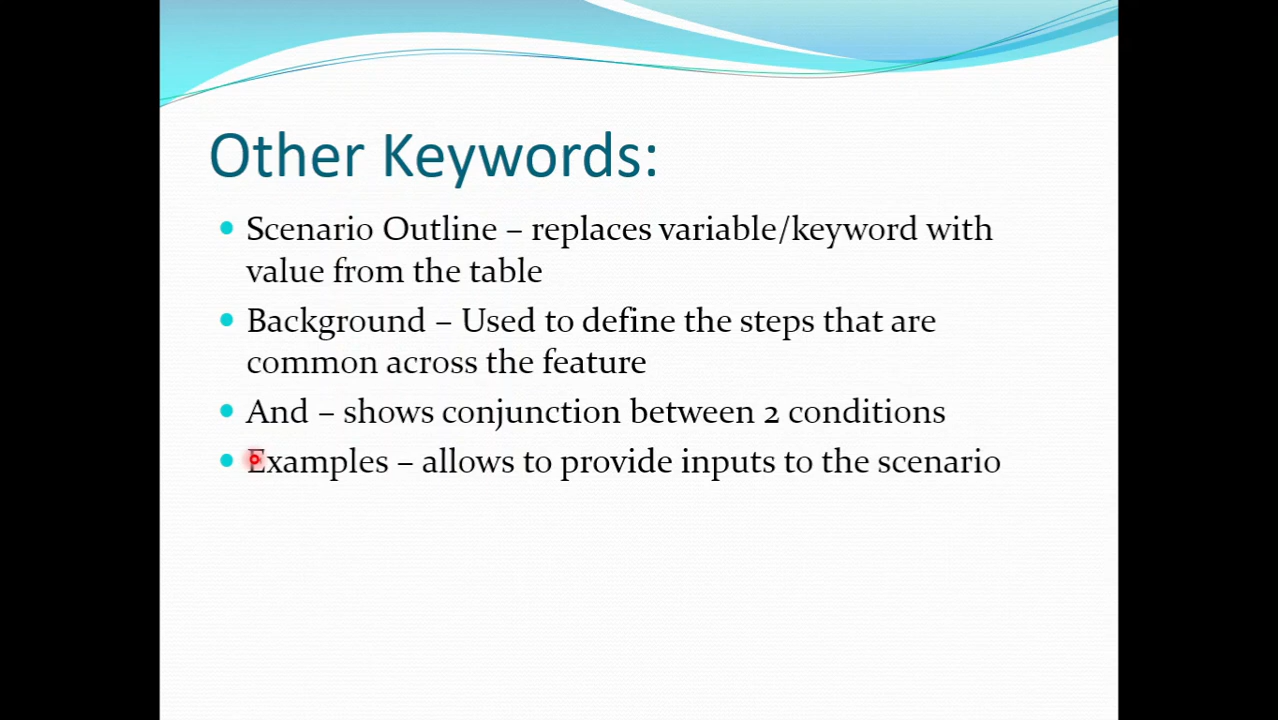 Other Keywords:
Scenario Outline – replaces variable/keyword with
value from the table
Background – Used to define the steps that are
common across the feature
And – shows conjunction between 2 conditions
Examples – allows to provide inputs to the scenario